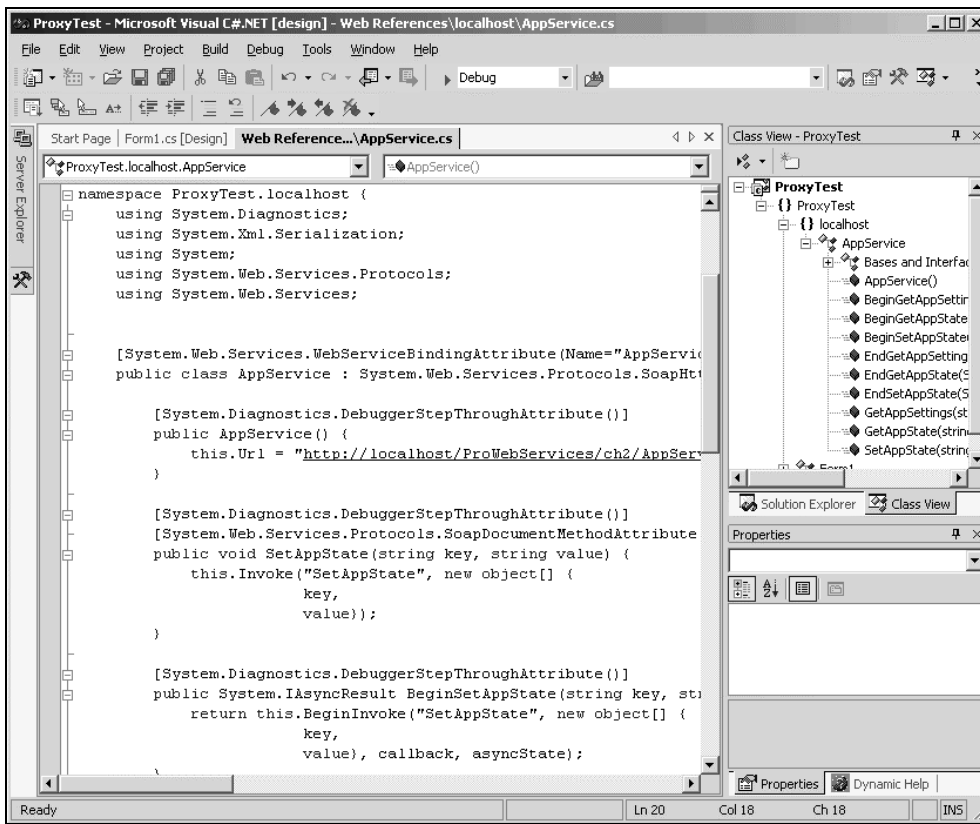 ProxyTest - Microsoft Visual C#.NET [design] - Web References\localhost\AppService.cs
File Edit View Project Build Debug Tools Window Help
Debug
Server Explorer
Start Page Form1.cs [Design] Web Reference...\AppService.cs
ProxyTest.localhost.AppService AppService()
namespace ProxyTest.localhost {
using System.Diagnostics;
using System.Xml.Serialization;
using System;
using System.Web.Services.Protocols;
using System.Web.Services;
[System.Web.Services.WebServiceBindingAttribute(Name="AppServic
public class AppService : System.Web.Services.Protocols.SoapHtt
[System.Diagnostics.DebuggerStepThroughAttribute()]
public AppService() {
this.Url = "http://localhost/ProWebServices/ch2/AppServ
}
[System.Diagnostics.DebuggerStepThroughAttribute()]
[System.Web.Services.Protocols.SoapDocumentMethodAttribute
public void SetAppState(string key, string value) {
this.Invoke("SetAppState", new object[] {
key,
value});
}
[System.Diagnostics.DebuggerStepThroughAttribute()]
public System.IAsyncResult BeginSetAppState(string key, str
return this.BeginInvoke("SetAppState", new object[] {
key,
value}, callback, asyncState);
Class View - ProxyTest
ProxyTest
{} ProxyTest
{} localhost
AppService
Bases and Interfac
AppService()
BeginGetAppSettin
BeginGetAppState
BeginSetAppState
EndGetAppSetting
EndGetAppState(S
EndSetAppState(S
GetAppSettings(st
GetAppState(string
SetAppState(string
Form1
Solution Explorer Class View
Properties
Properties Dynamic Help
Ready Ln 20 Col 18 Ch 18 INS